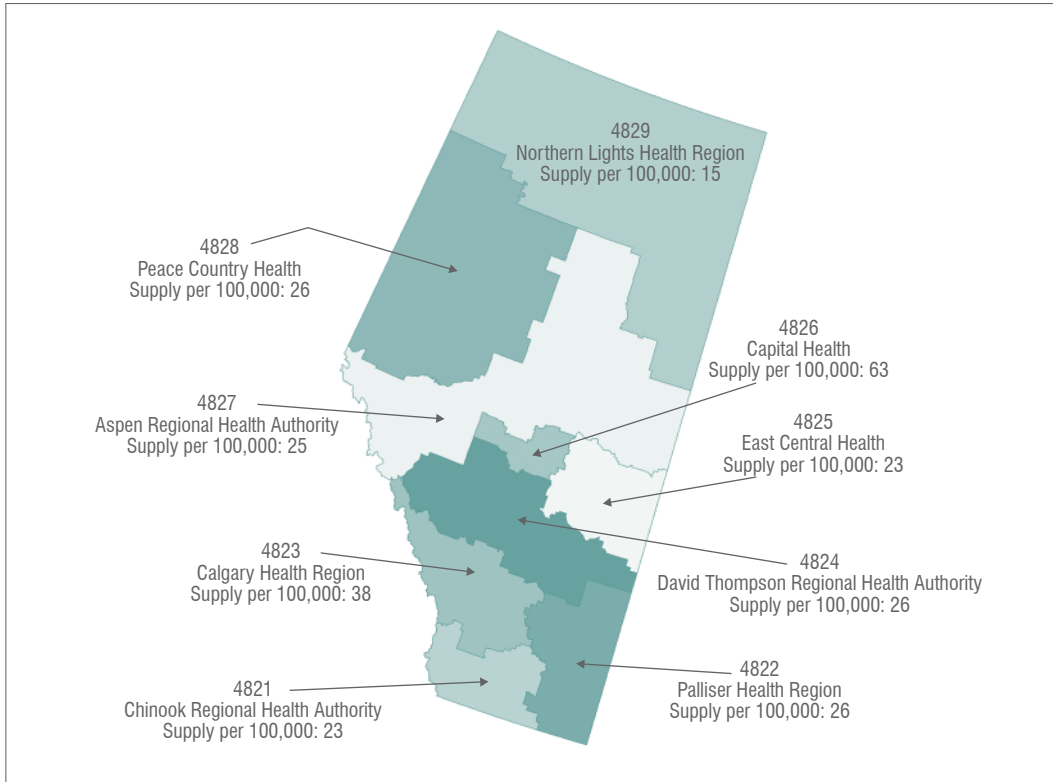 4829
Northern Lights Health Region
Supply per 100,000: 15
4828
Peace Country Health
Supply per 100,000: 26
4826
Capital Health
Supply per 100,000: 63
4827
Aspen Regional Health Authority
Supply per 100,000: 25
4825
East Central Health
Supply per 100,000: 23
4823
Calgary Health Region
Supply per 100,000: 38
4824
David Thompson Regional Health Authority
Supply per 100,000: 26
4822
Palliser Health Region
Supply per 100,000: 26
4821
Chinook Regional Health Authority
Supply per 100,000: 23